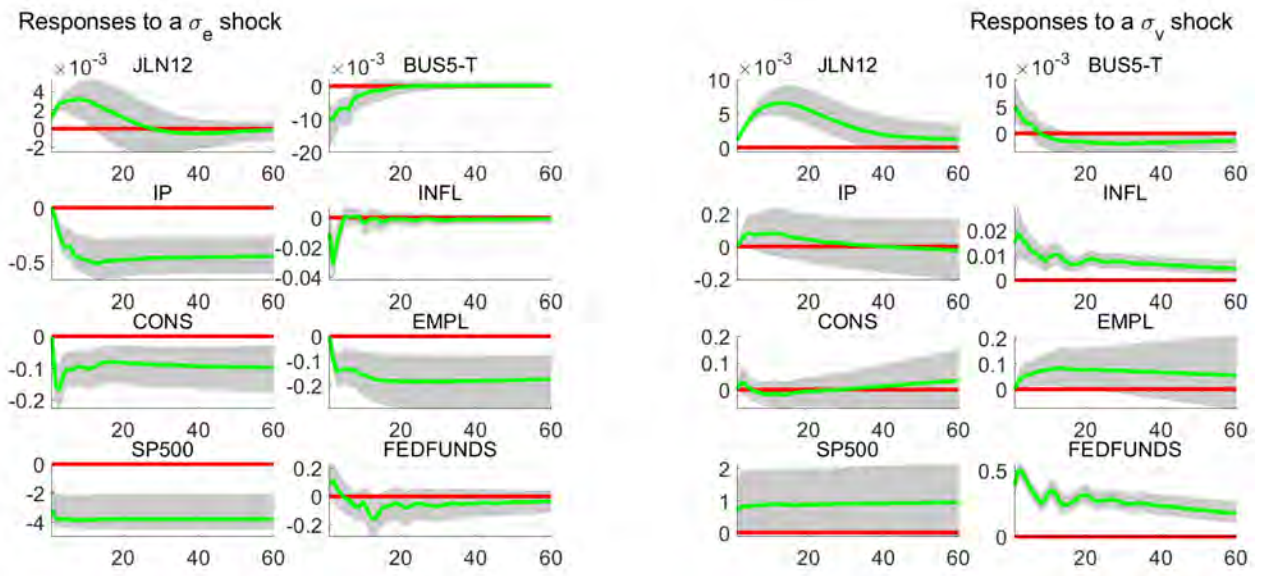 Responses to a σe shock
Responses to a σv shock
×10-3 JLN12
4
2
0
-2
20 40 60
×10-3 BUS5-T
0
-10
-20
20 40 60
10 ×10-3 JLN12
5
0
20 40 60
10 ×10-3 BUS5-T
5
0
20 40 60
IP
0
-0.5
20 40 60
INFL
0
-0.02
-0.04
20 40 60
IP
0.2
0
-0.2
20 40 60
INFL
0.02
0.01
0
20 40 60
CONS
0
-0.1
-0.2
20 40 60
EMPL
0
-0.1
-0.2
20 40 60
CONS
0.2
0.1
0
20 40 60
EMPL
0.2
0.1
0
20 40 60
SP500
0
-2
-4
20 40 60
FEDFUNDS
0.2
0
-0.2
20 40 60
SP500
2
1
0
20 40 60
FEDFUNDS
0.5
0
20 40 60